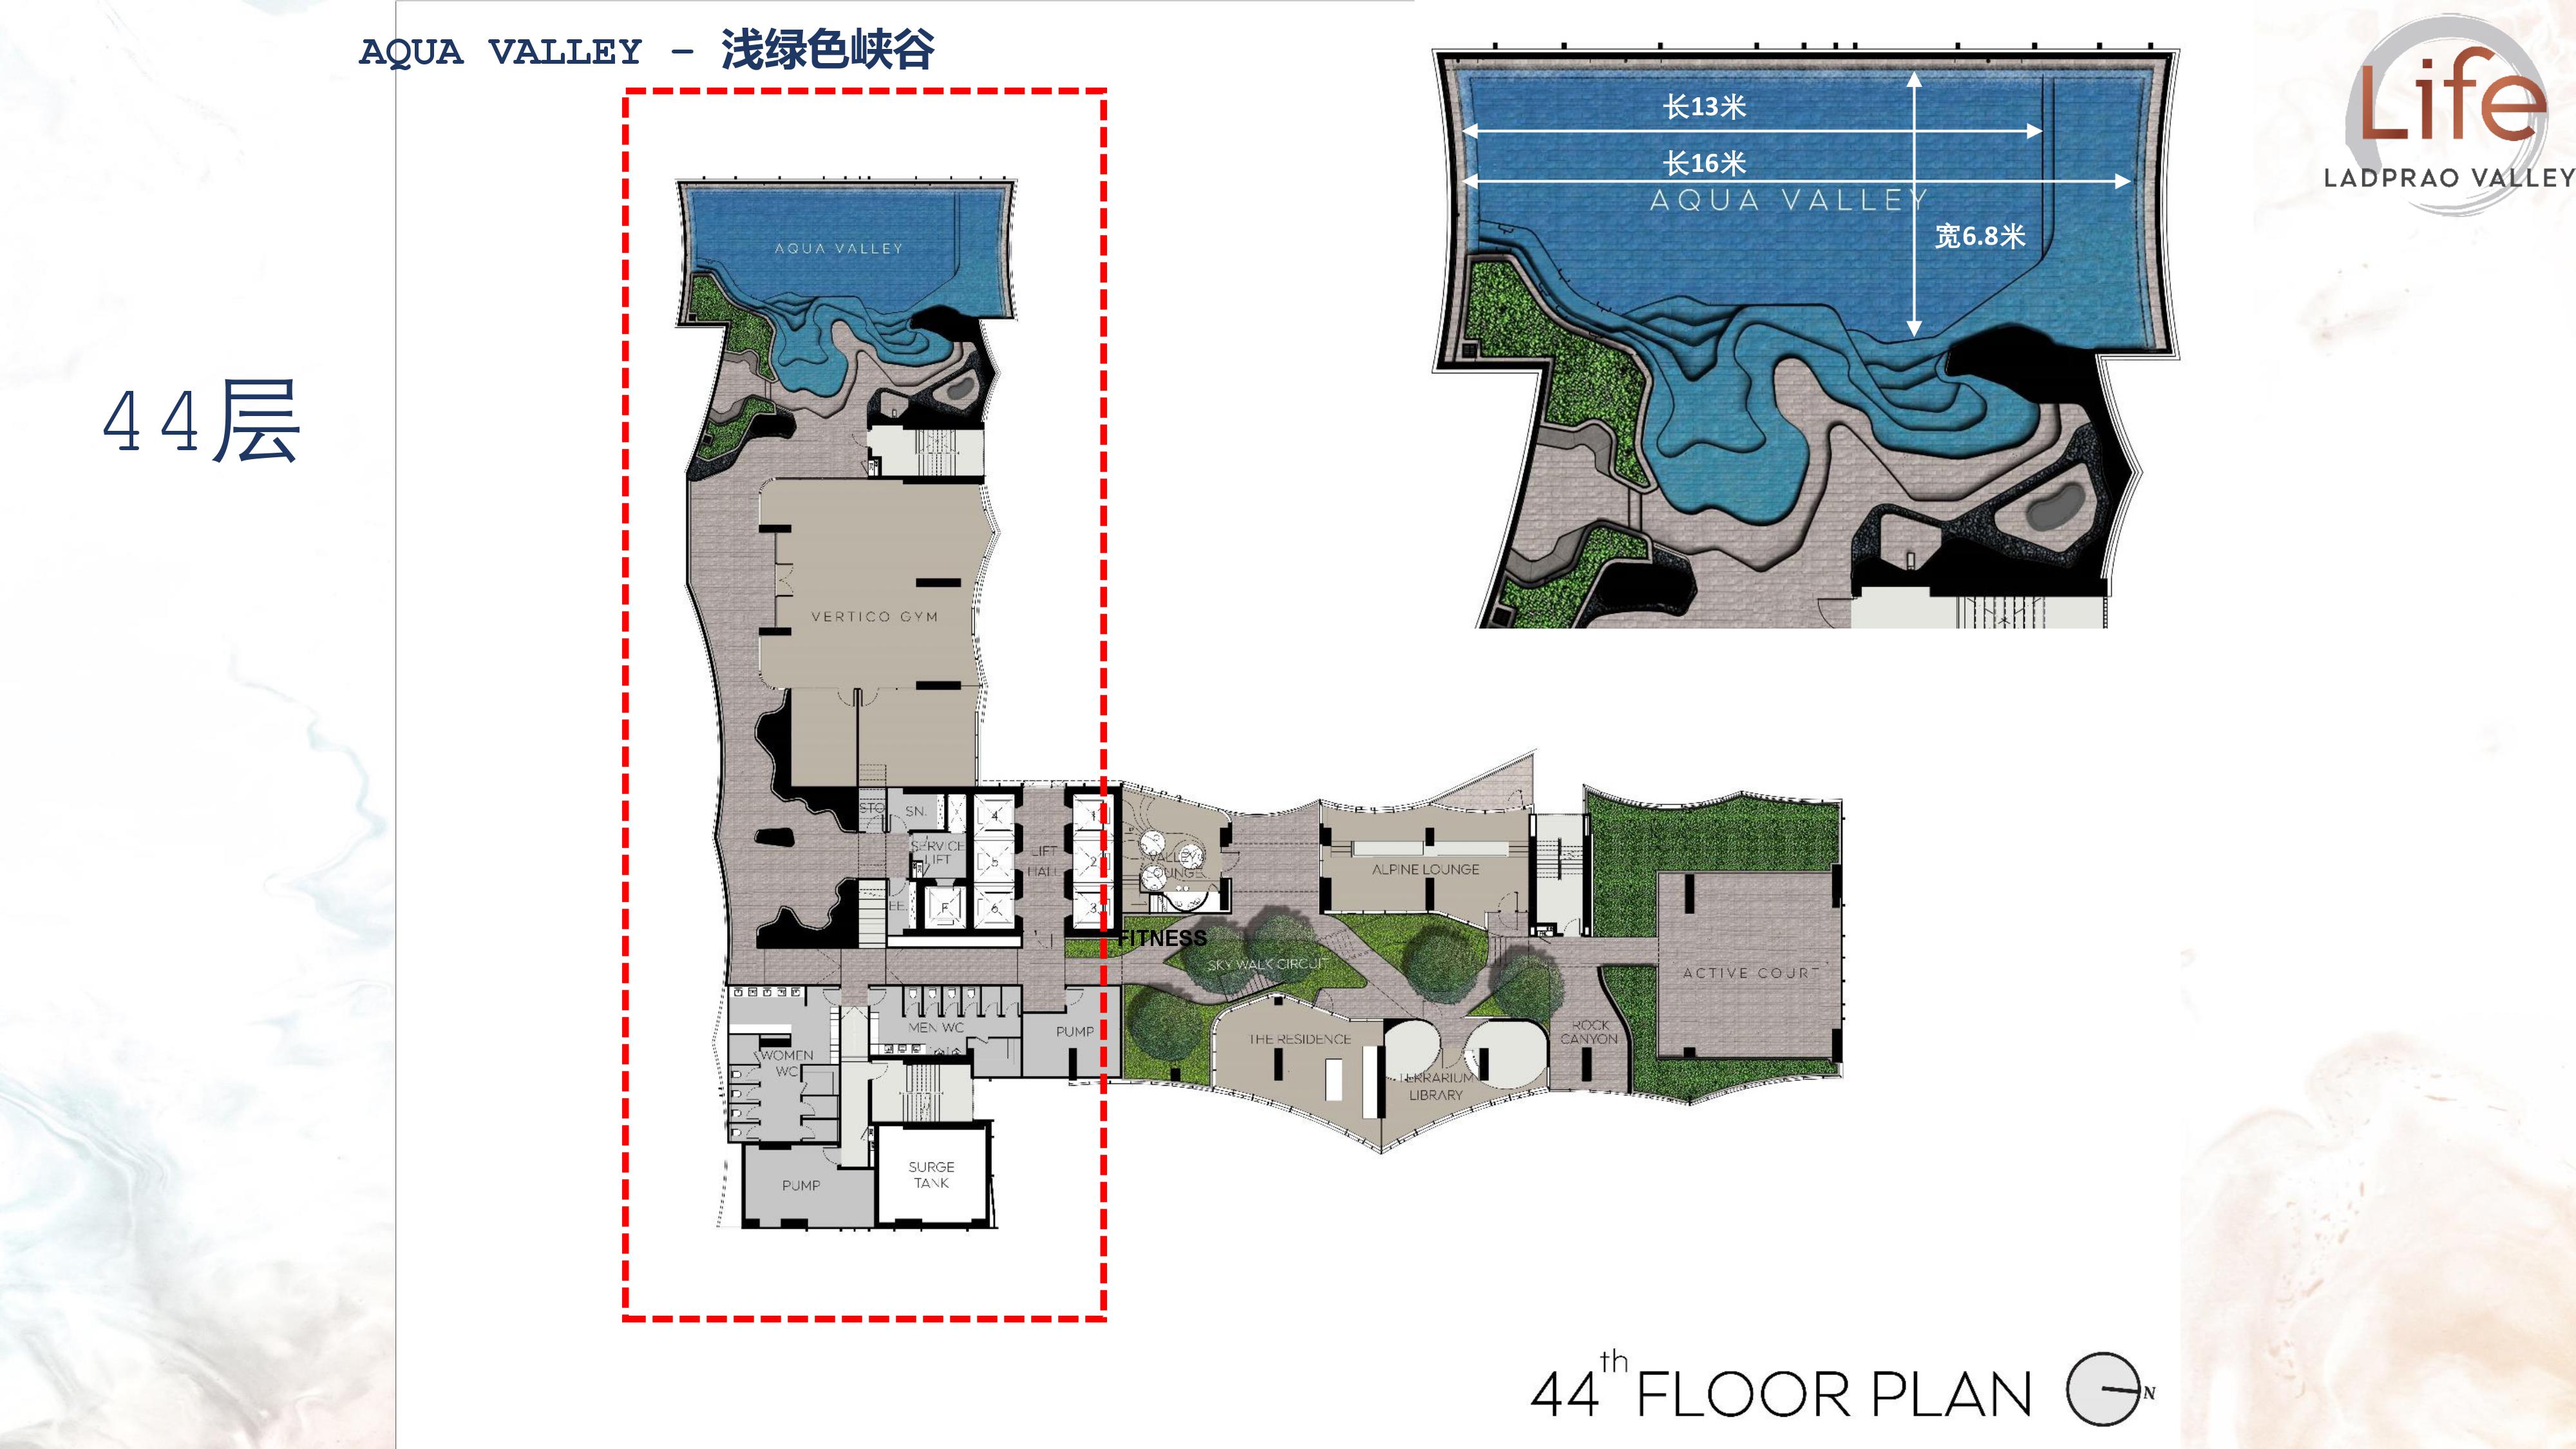 AQUA VALLEY – 浅绿色峡谷
Life
LADPRAO VALLEY
44层
长13米
长16米
AQUA VALLEY
宽6.8米
AQUA VALLEY
VERTICO GYM
STO.
SN.
SERVICE
LIFT
EE.
F
4
5
6
LIFT
HALL
1
2
3
VALLEY
LOUNGE
ALPINE LOUNGE
FITNESS
SKY WALK CIRCUIT
ACTIVE COURT
MEN WC
PUMP
WOMEN
WC
THE RESIDENCE
TERRARIUM
LIBRARY
ROCK
CANYON
PUMP
SURGE
TANK
44th FLOOR PLAN
N